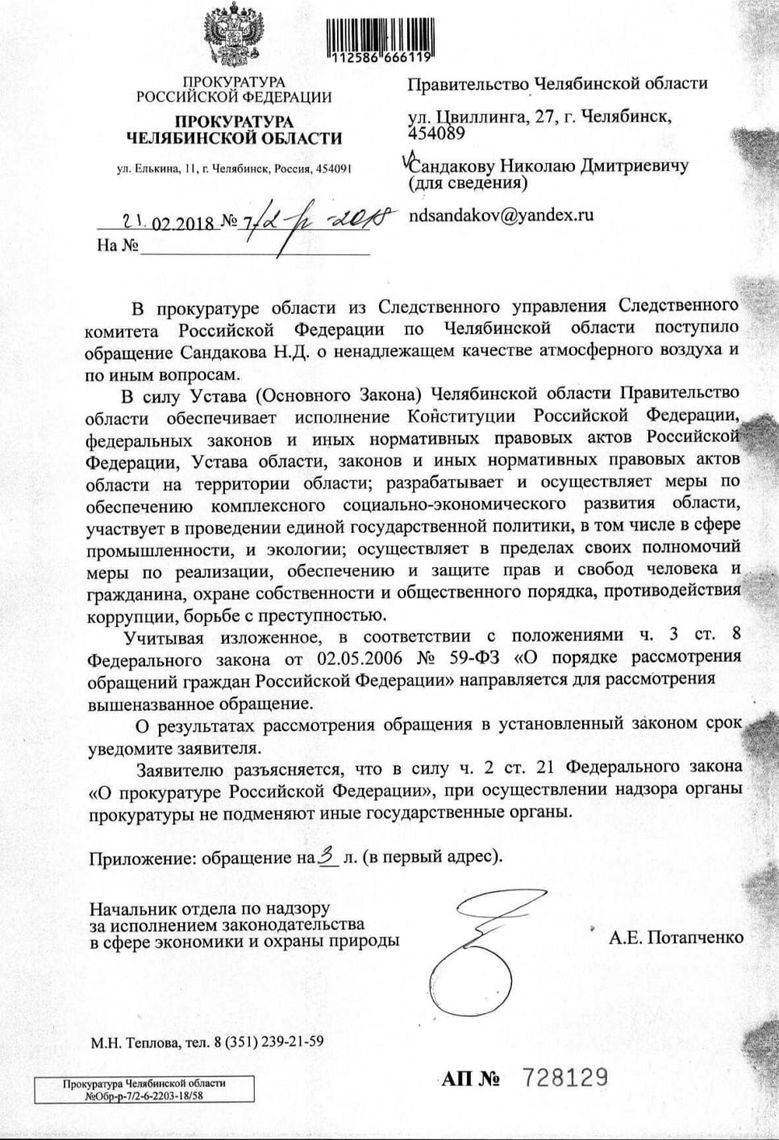 112586 666119
ПРОКУРАТУРА
РОССИЙСКОЙ ФЕДЕРАЦИИ
ПРОКУРАТУРА
ЧЕЛЯБИНСКОЙ ОБЛАСТИ
ул. Елькина, 11, г. Челябинск, Россия, 454091
21.02.2018 № 7/2-р-2018
На №
Правительство Челябинской области
ул. Цвиллинга, 27, г. Челябинск,
454089
Сандакову Николаю Дмитриевичу
(для сведения)
ndsandakov@yandex.ru
В прокуратуре области из Следственного управления Следственного
комитета Российской Федерации по Челябинской области поступило
обращение Сандакова Н.Д. о ненадлежащем качестве атмосферного воздуха и
по иным вопросам.
В силу Устава (Основного Закона) Челябинской области Правительство
области обеспечивает исполнение Конституции Российской Федерации,
федеральных законов и иных нормативных правовых актов Российской
Федерации, Устава области, законов и иных нормативных правовых актов
области на территории области; разрабатывает и осуществляет меры по
обеспечению комплексного социально-экономического развития области,
участвует в проведении единой государственной политики, в том числе в сфере
промышленности, и экологии; осуществляет в пределах своих полномочий
меры по реализации, обеспечению и защите прав и свобод человека и
гражданина, охране собственности и общественного порядка, противодействия
коррупции, борьбе с преступностью.
Учитывая изложенное, в соответствии с положениями ч. 3 ст. 8
Федерального закона от 02.05.2006 № 59-ФЗ «О порядке рассмотрения
обращений граждан Российской Федерации» направляется для рассмотрения
вышеназванное обращение.
О результатах рассмотрения обращения в установленный законом срок
уведомите заявителя.
Заявителю разъясняется, что в силу ч. 2 ст. 21 Федерального закона
«О прокуратуре Российской Федерации», при осуществлении надзора органы
прокуратуры не подменяют иные государственные органы.
Приложение: обращение на 3 л. (в первый адрес).
Начальник отдела по надзору
за исполнением законодательства
в сфере экономики и охраны природы
А.Е. Потапченко
М.Н. Теплова, тел. 8 (351) 239-21-59
Прокуратура Челябинской области
№Обр-р-7/2-6-2203-18/58
АП № 728129